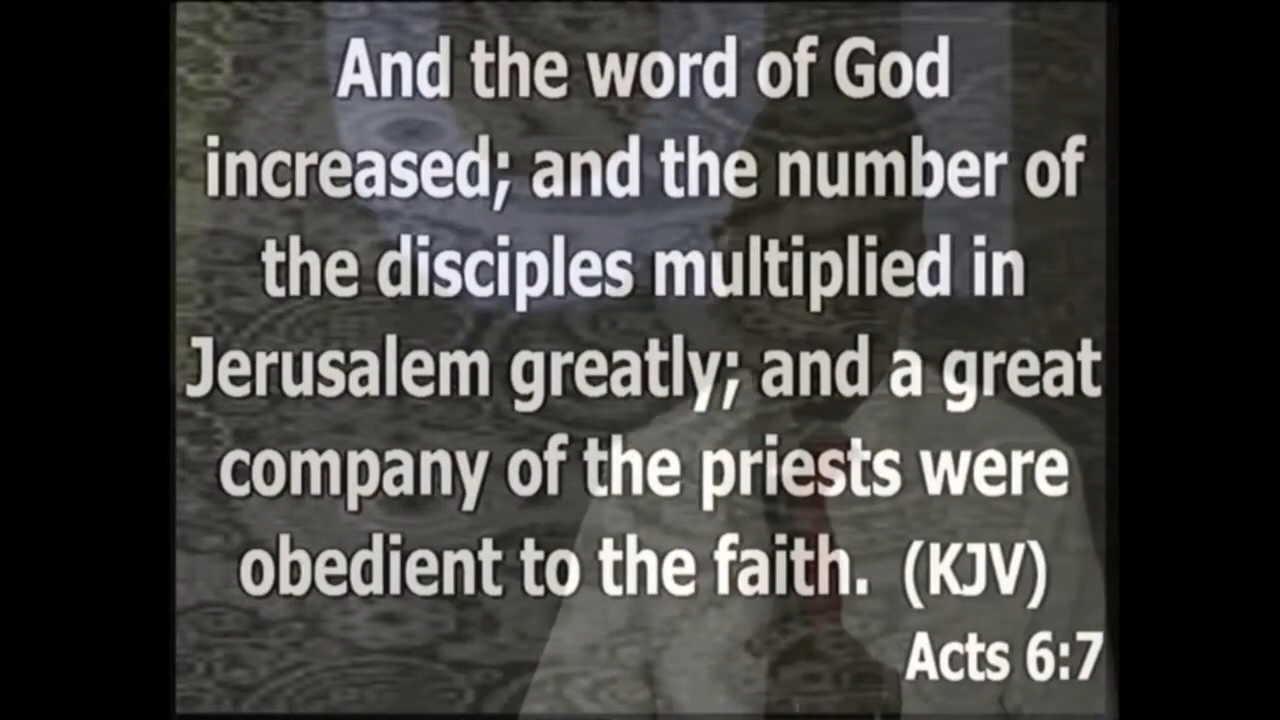 And the word of God
increased; and the number of
the disciples multiplied in
Jerusalem greatly; and a great
company of the priests were
obedient to the faith.  (KJV)
Acts 6:7